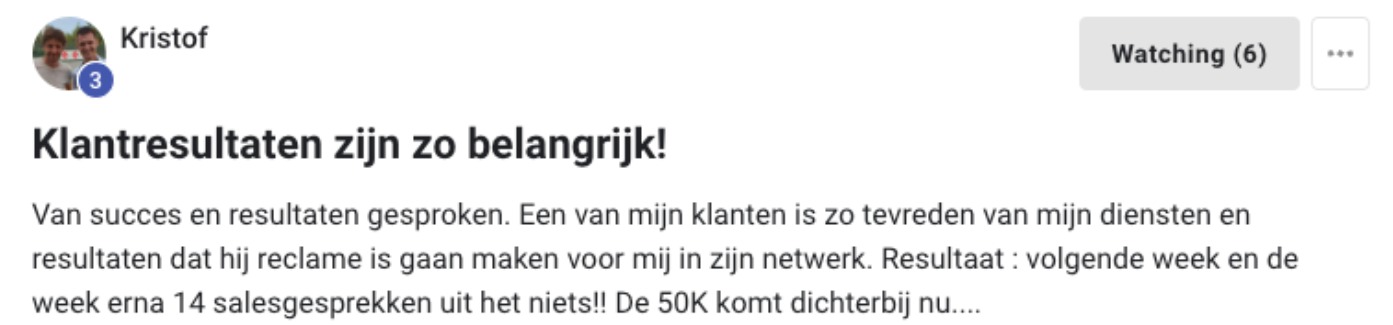 Kristof
3
Watching (6)
Klantresultaten zijn zo belangrijk!
Van succes en resultaten gesproken. Een van mijn klanten is zo tevreden van mijn diensten en
resultaten dat hij reclame is gaan maken voor mij in zijn netwerk. Resultaat : volgende week en de
week erna 14 salesgesprekken uit het niets!! De 50K komt dichterbij nu....